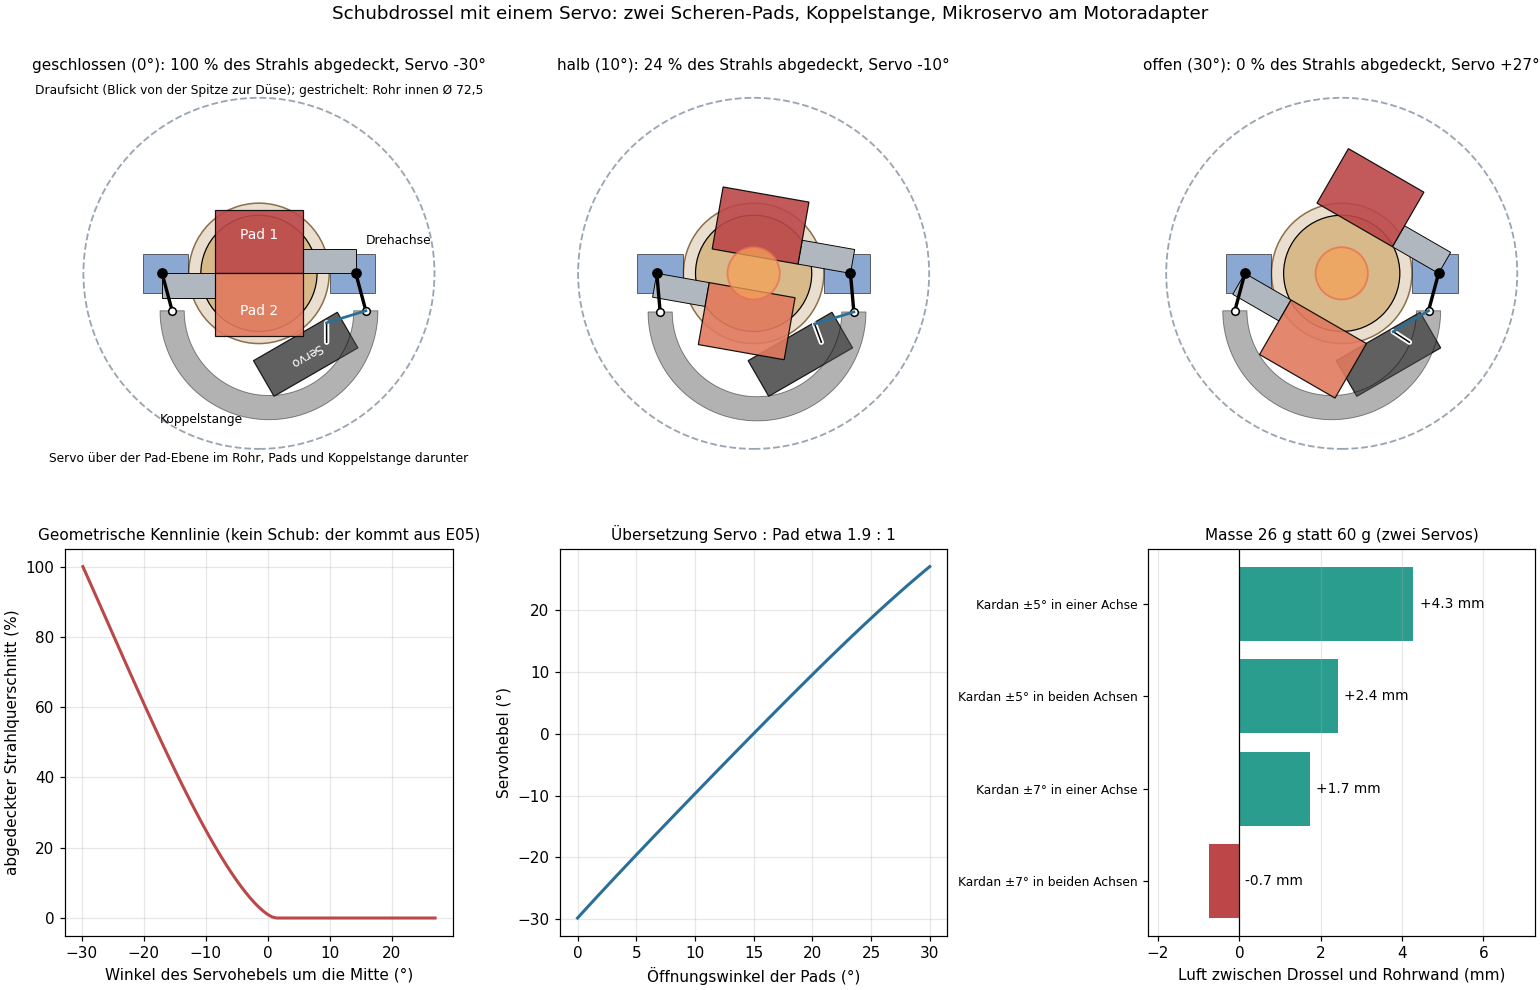 Schubdrossel mit einem Servo: zwei Scheren-Pads, Koppelstange, Mikroservo am Motoradapter
geschlossen (0°): 100 % des Strahls abgedeckt, Servo -30°
halb (10°): 24 % des Strahls abgedeckt, Servo -10°
offen (30°): 0 % des Strahls abgedeckt, Servo +27°
Draufsicht (Blick von der Spitze zur Düse); gestrichelt: Rohr innen Ø 72,5
Pad 1
Drehachse
Pad 2
Servo
Koppelstange
Servo über der Pad-Ebene im Rohr, Pads und Koppelstange darunter
Geometrische Kennlinie (kein Schub: der kommt aus E05)
abgedeckter Strahlquerschnitt (%)
100
80
60
40
20
0
−30
−20
−10
0
10
20
Winkel des Servohebels um die Mitte (°)
Übersetzung Servo : Pad etwa 1.9 : 1
Servohebel (°)
20
10
0
−10
−20
−30
0
5
10
15
20
25
30
Öffnungswinkel der Pads (°)
Masse 26 g statt 60 g (zwei Servos)
Kardan ±5° in einer Achse
+4.3 mm
Kardan ±5° in beiden Achsen
+2.4 mm
Kardan ±7° in einer Achse
+1.7 mm
Kardan ±7° in beiden Achsen
-0.7 mm
−2
0
2
4
6
Luft zwischen Drossel und Rohrwand (mm)